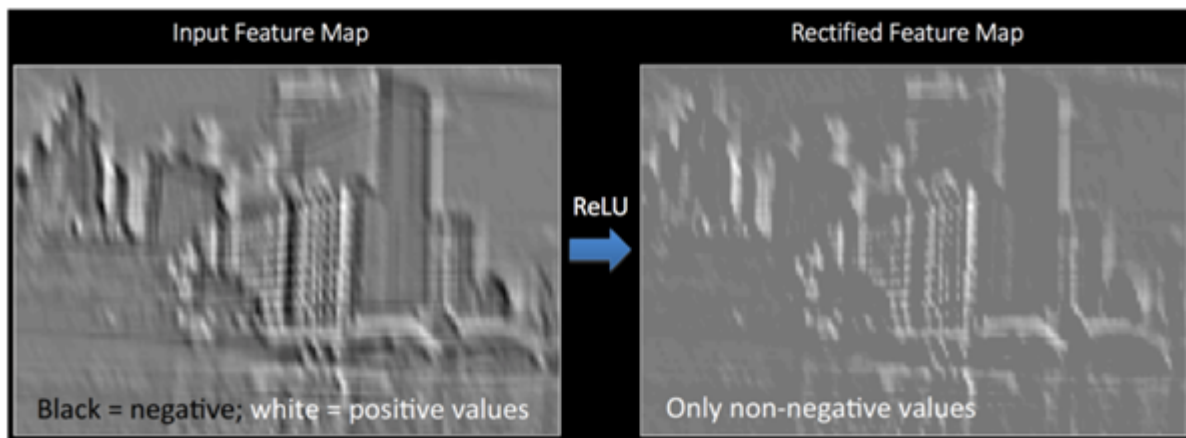 Input Feature Map
Rectified Feature Map
ReLU
Black = negative; white = positive values
Only non-negative values